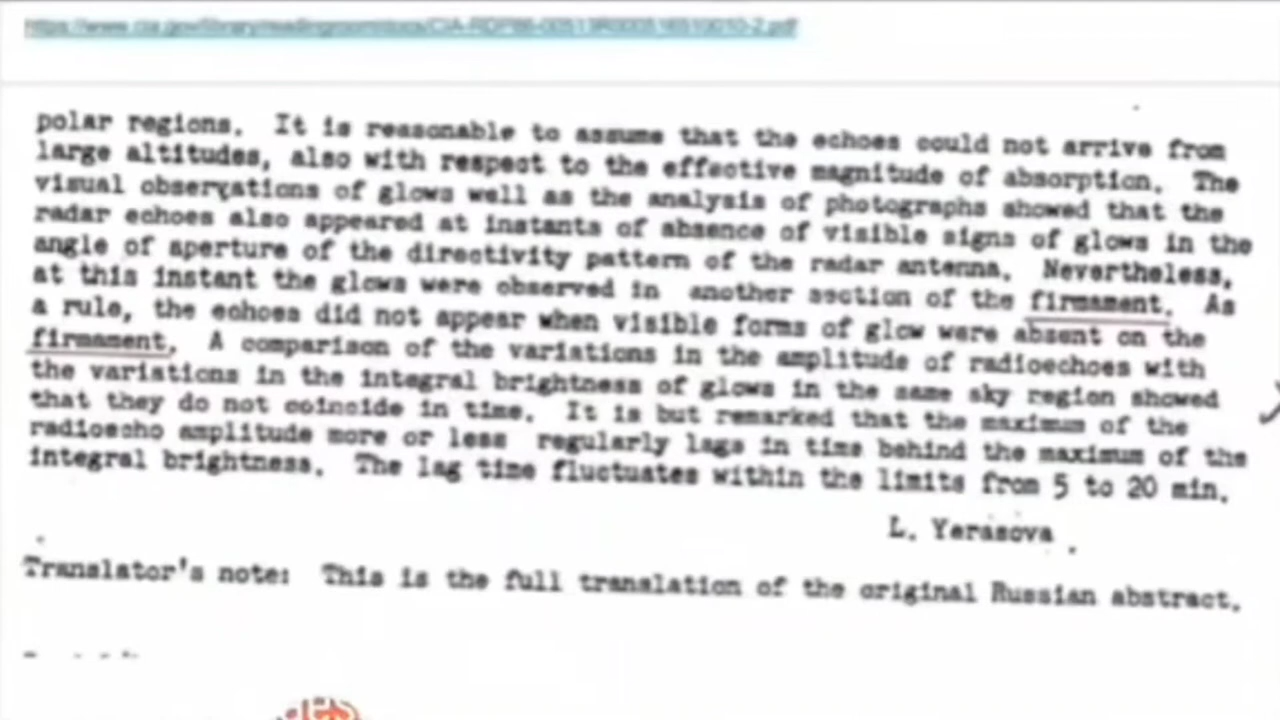 polar regions. It is reasonable to assume that the echoes could not arrive from
large altitudes, also with respect to the effective magnitude of absorption. The
visual observations of glows well as the analysis of photographs showed that the
radar echoes also appeared at instants of absence of visible signs of glows in the
angle of aperture of the directivity pattern of the radar antenna. Nevertheless,
at this instant the glows were observed in another section of the firmament. As
a rule, the echoes did not appear when visible forms of glow were absent on the
firmament. A comparison of the variations in the amplitude of radioechoes with
the variations in the integral brightness of glows in the same sky region showed
that they do not coincide in time. It is but remarked that the maximum of the
radioecho amplitude more or less regularly lags in time behind the maximum of the
integral brightness. The lag time fluctuates within the limits from 5 to 20 min.
L. Yerasova
Translator's note: This is the full translation of the original Russian abstract.